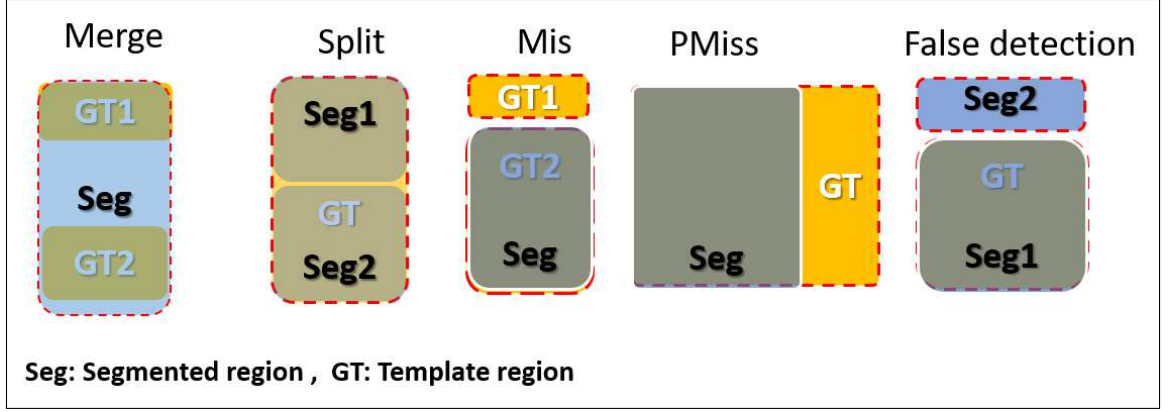 Merge
Split
Mis
PMiss
False detection
GT1
Seg
GT2
Seg1
GT
Seg2
GT1
GT2
Seg
GT
Seg
Seg2
GT
Seg1
Seg: Segmented region , GT: Template region